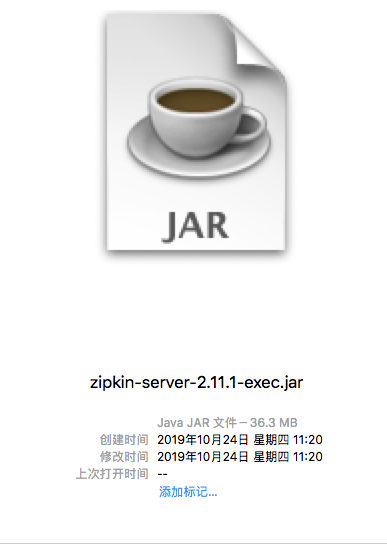 JAR
zipkin-server-2.11.1-exec.jar
Java JAR 文件 – 36.3 MB
创建时间 2019年10月24日 星期四 11:20
修改时间 2019年10月24日 星期四 11:20
上次打开时间 --
添加标记...